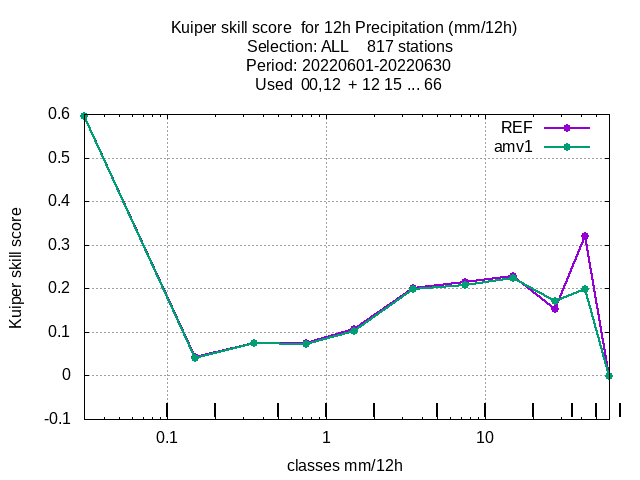 Kuiper skill score  for 12h Precipitation (mm/12h)
Selection: ALL    817 stations
Period: 20220601-20220630
Used  00,12  + 12 15 ... 66
REF
amv1
0.6
0.5
0.4
0.3
0.2
0.1
0
-0.1
Kuiper skill score
0.1
1
10
classes mm/12h